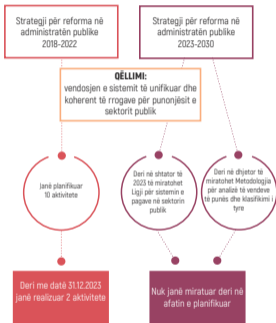 Strategji për reforma në
administratën publike
2018-2022
Strategji për reforma në
administratën publike
2023-2030
QËLLIMI:
vendosjen e sistemit të unifikuar dhe
koherent të rrogave për punonjësit e
sektorit publik
Janë planifikuar
10 aktivitete
Deri në shtator të
2023 të miratohet
Ligji për sistemin e
pagave në sektorin
publik
Deri në dhjetor të
miratohet Metodologjia
për analizë të vendeve
të punës dhe klasifikimi i
tyre
Deri me datë 31.12.2023
janë realizuar 2 aktivitete
Nuk janë miratuar deri në
afatin e planifikuar